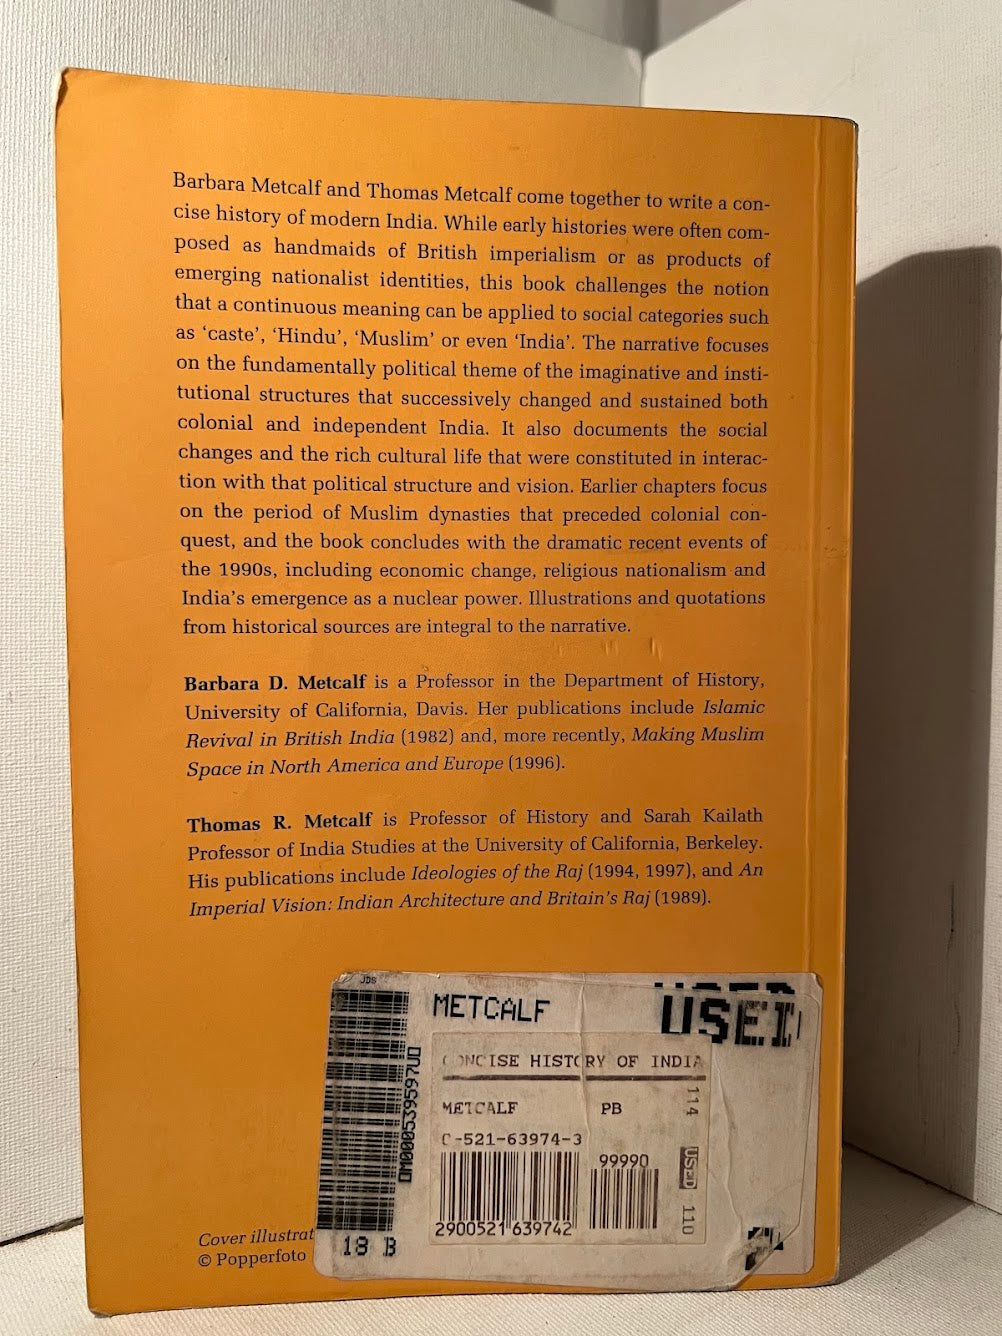 Barbara Metcalf and Thomas Metcalf come together to write a con-
cise history of modern India. While early histories were often com-
posed as handmaids of British imperialism or as products of
emerging nationalist identities, this book challenges the notion
that a continuous meaning can be applied to social categories such
as ‘caste’, ‘Hindu’, ‘Muslim’ or even ‘India’. The narrative focuses
on the fundamentally political theme of the imaginative and insti-
tutional structures that successively changed and sustained both
colonial and independent India. It also documents the social
changes and the rich cultural life that were constituted in interac-
tion with that political structure and vision. Earlier chapters focus
on the period of Muslim dynasties that preceded colonial con-
quest, and the book concludes with the dramatic recent events of
the 1990s, including economic change, religious nationalism and
India’s emergence as a nuclear power. Illustrations and quotations
from historical sources are integral to the narrative.
Barbara D. Metcalf is a Professor in the Department of History,
University of California, Davis. Her publications include Islamic
Revival in British India (1982) and, more recently, Making Muslim
Space in North America and Europe (1996).
Thomas R. Metcalf is Professor of History and Sarah Kailath
Professor of India Studies at the University of California, Berkeley.
His publications include Ideologies of the Raj (1994, 1997), and An
Imperial Vision: Indian Architecture and Britain’s Raj (1989).
JDS
METCALF
USED
CONCISE HISTORY OF INDIA
METCALF PB
0-521-63974-3
99990
2900521639742
114
USED
110
18 B
Cover illustrat
© Popperfoto